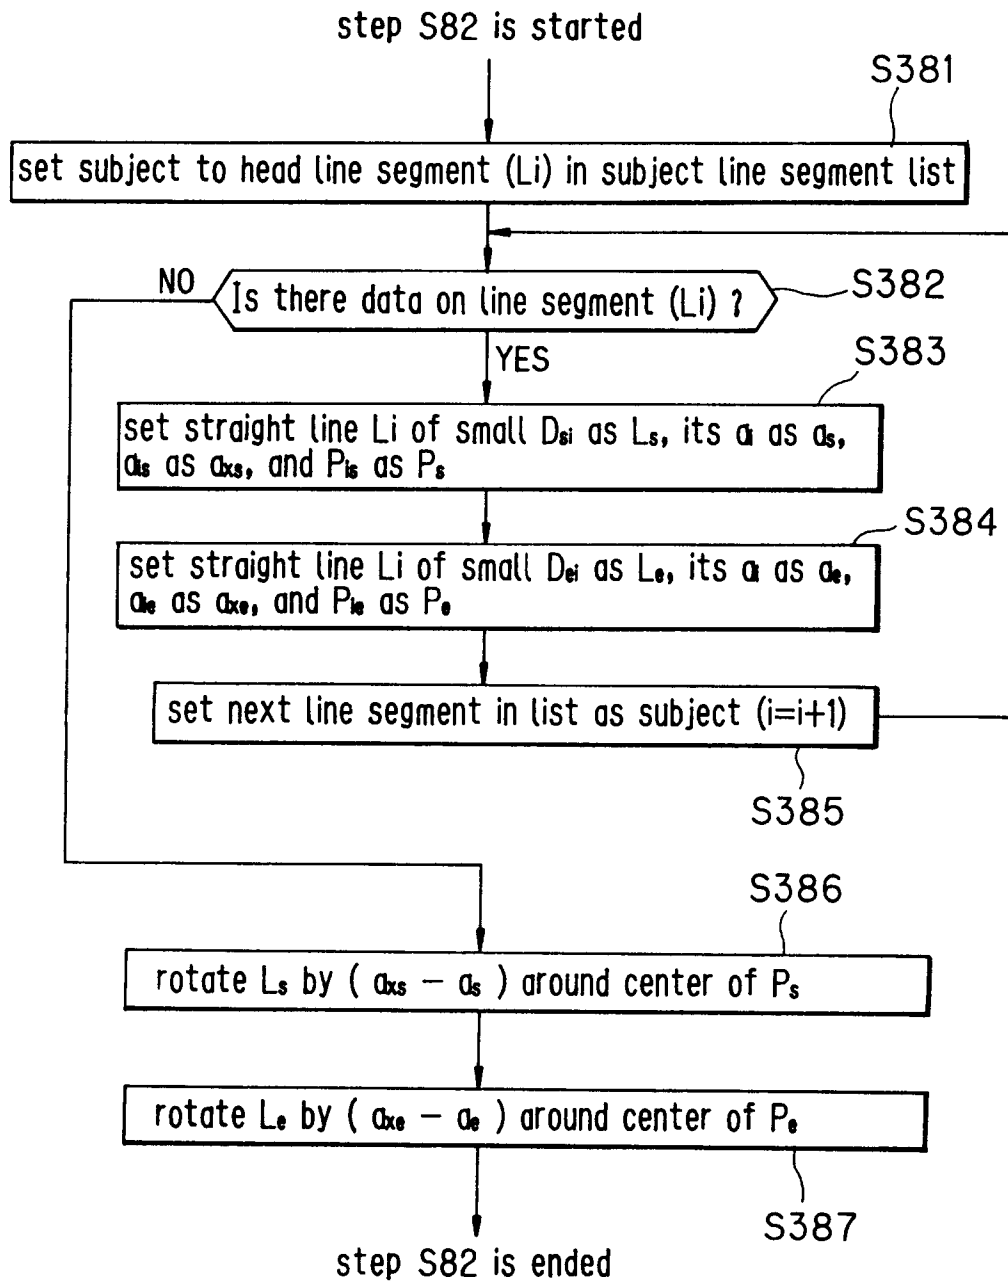 step S82 is started
S381
set subject to head line segment (Li) in subject line segment list
NO
Is there data on line segment (Li) ?
S382
YES
S383
set straight line Li of small Dsi as Ls, its ai as as,
ais as axs, and Pis as Ps
S384
set straight line Li of small Dei as Le, its ai as ae,
aie as axe, and Pie as Pe
set next line segment in list as subject (i=i+1)
S385
S386
rotate Ls by ( axs – as ) around center of Ps
rotate Le by ( axe – ae ) around center of Pe
S387
step S82 is ended